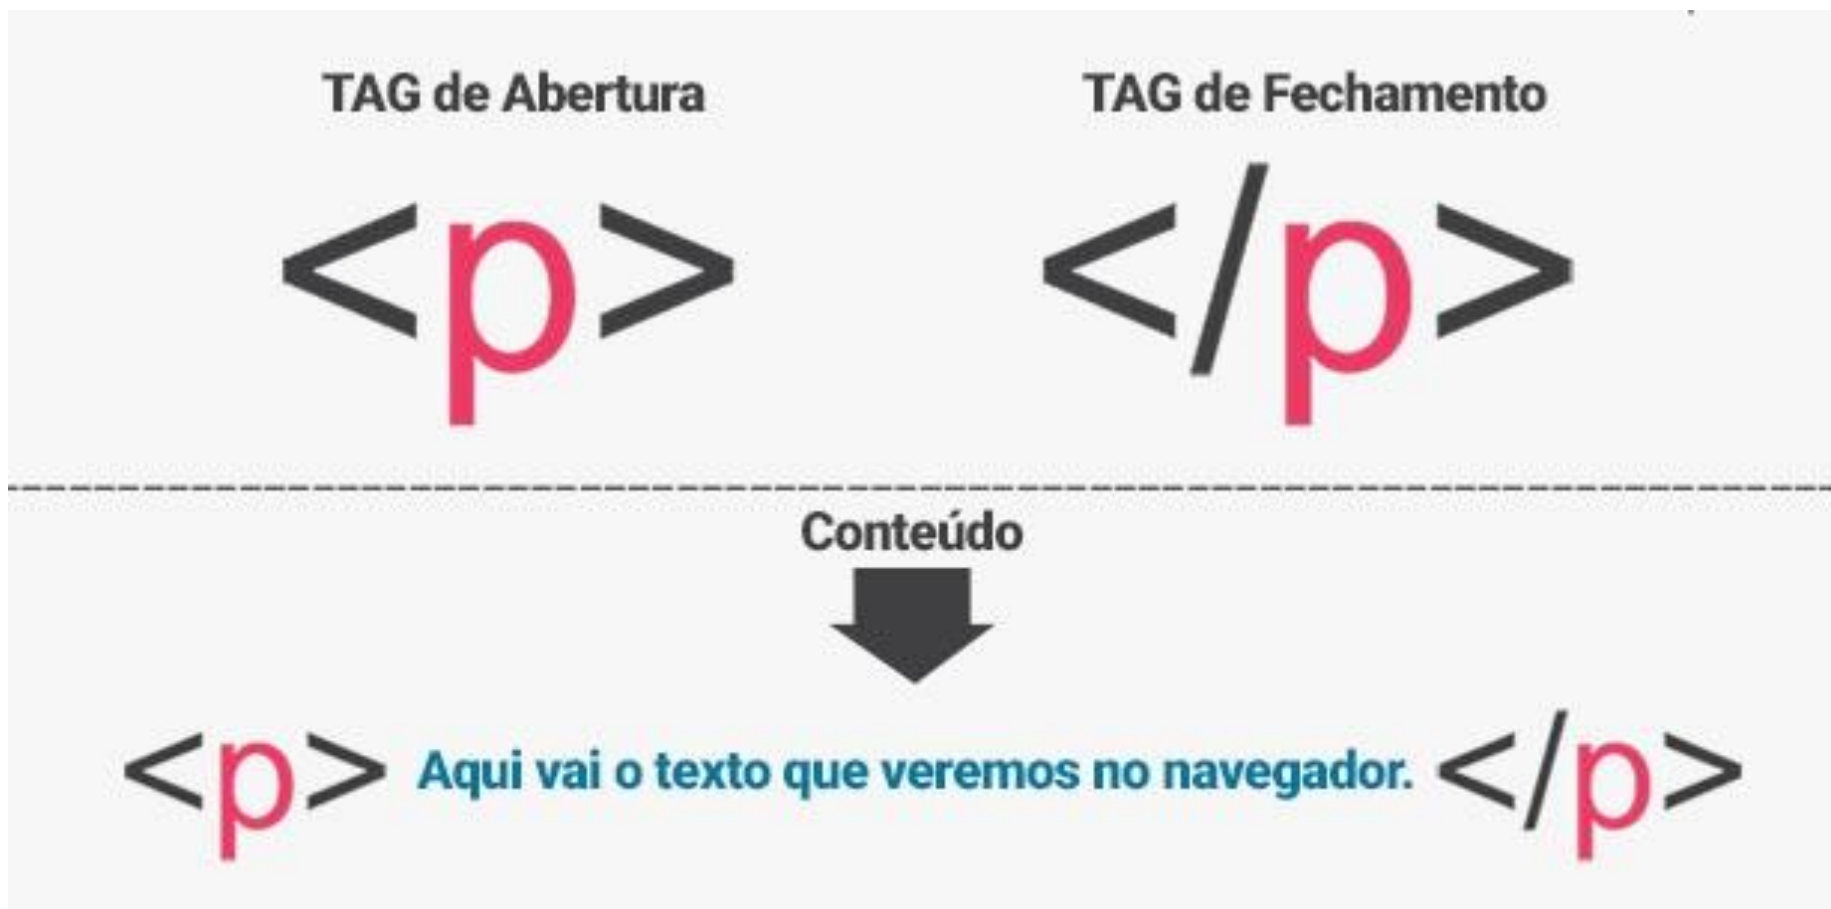 TAG de Abertura
TAG de Fechamento
<p>
</p>
Conteúdo
<p> Aqui vai o texto que veremos no navegador. </p>